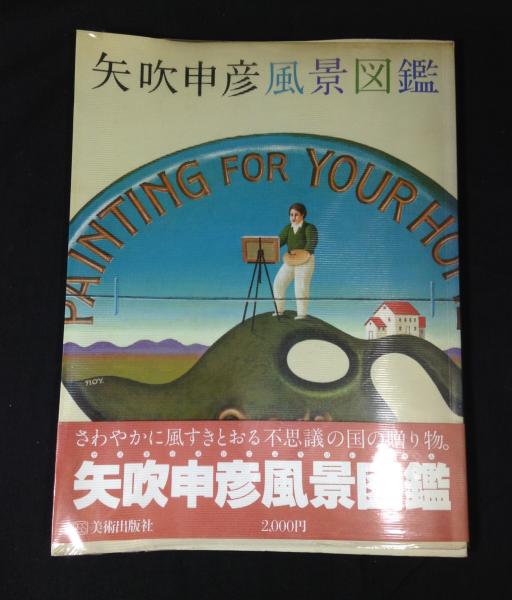 矢吹申彦風景図鑑
PAINTING FOR YOUR HOM
noy.
さわやかに風すきとおる不思議の国の贈り物。
矢吹申彦風景図鑑
美術出版社
2,000円